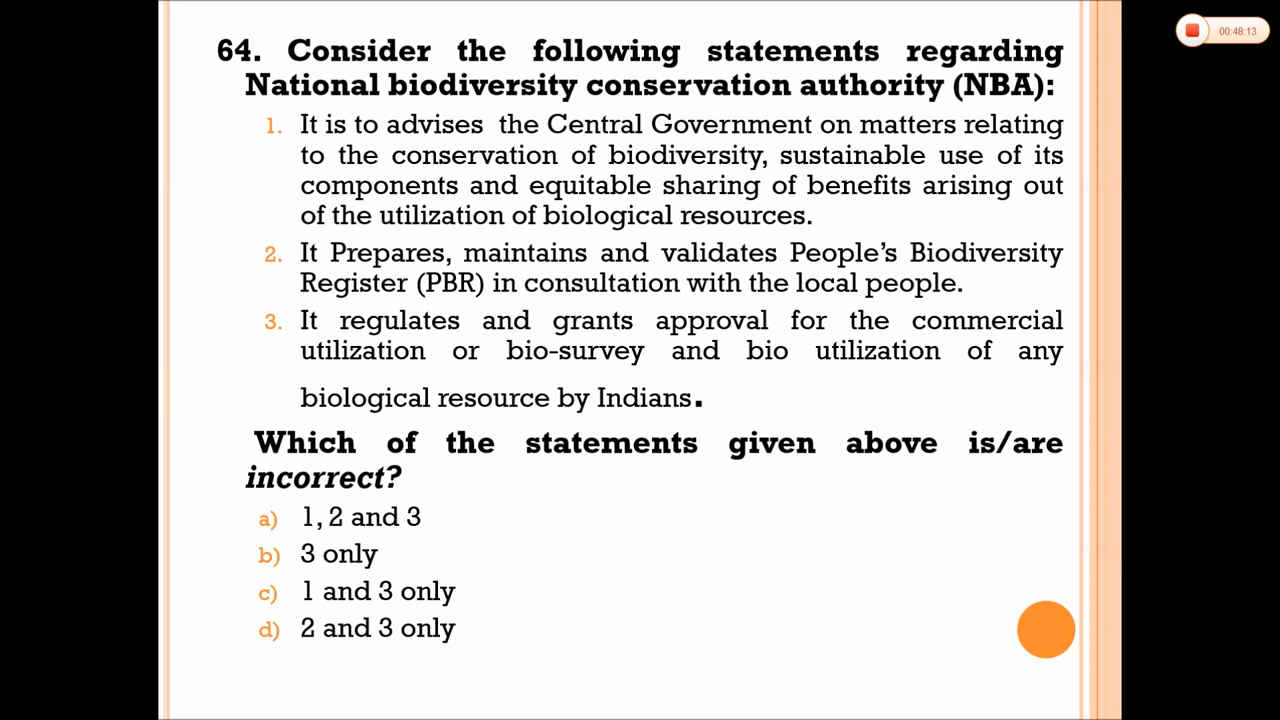 00:48:13
64. Consider the following statements regarding
National biodiversity conservation authority (NBA):
1. It is to advises the Central Government on matters relating
to the conservation of biodiversity, sustainable use of its
components and equitable sharing of benefits arising out
of the utilization of biological resources.
2. It Prepares, maintains and validates People's Biodiversity
Register (PBR) in consultation with the local people.
3. It regulates and grants approval for the commercial
utilization or bio-survey and bio utilization of any
biological resource by Indians.
Which of the statements given above is/are
incorrect?
a) 1, 2 and 3
b) 3 only
c) 1 and 3 only
d) 2 and 3 only